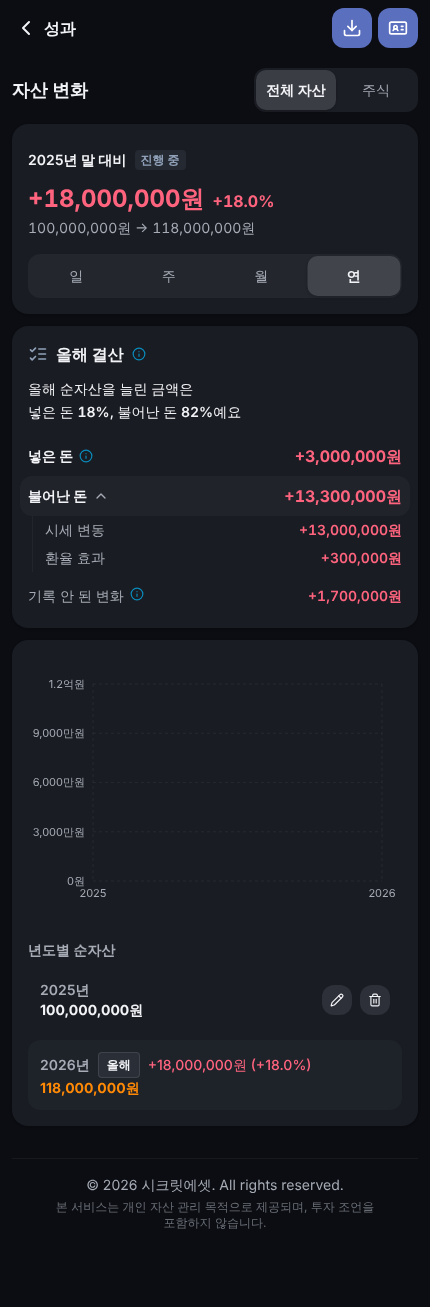 성과
자산 변화
전체 자산
주식
2025년 말 대비 진행 중
+18,000,000원 +18.0%
100,000,000원 → 118,000,000원
일 주 월 연
올해 결산
올해 순자산을 늘린 금액은
넣은 돈 18%, 불어난 돈 82%예요
넣은 돈 +3,000,000원
불어난 돈 +13,300,000원
시세 변동 +13,000,000원
환율 효과 +300,000원
기록 안 된 변화 +1,700,000원
1.2억원
9,000만원
6,000만원
3,000만원
0원
2025 2026
년도별 순자산
2025년
100,000,000원
2026년 올해 +18,000,000원 (+18.0%)
118,000,000원
© 2026 시크릿에셋. All rights reserved.
본 서비스는 개인 자산 관리 목적으로 제공되며, 투자 조언을
포함하지 않습니다.